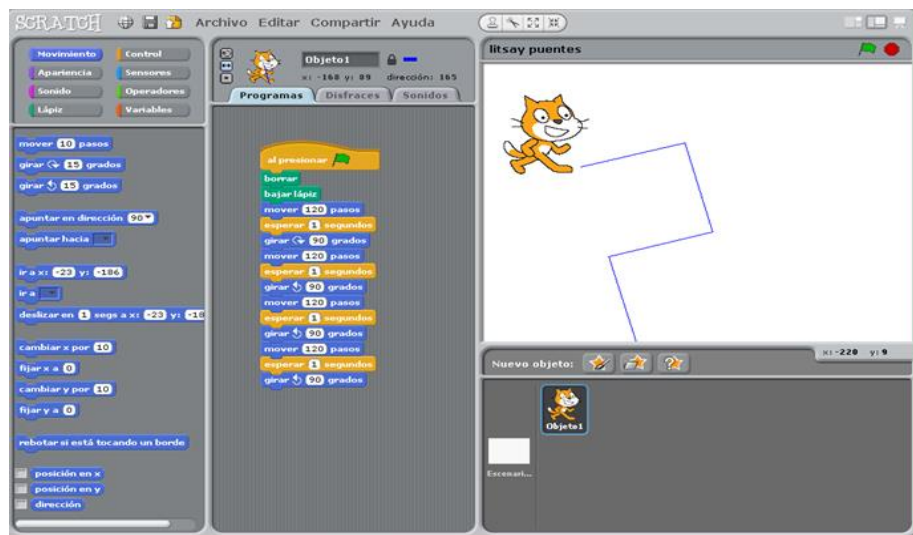 SCRATCH Archivo Editar Compartir Ayuda
Movimiento Control
Apariencia Sensores
Sonido Operadores
Lápiz Variables
mover 10 pasos
girar 15 grados
girar 15 grados
apuntar en dirección 90
apuntar hacia
ir a x: -23 y: -186
ir a
deslizar en 1 segs a x: -23 y: -18
cambiar x por 10
fijar x a 0
cambiar y por 10
fijar y a 0
rebotar si está tocando un borde
posición en x
posición en y
dirección
Objeto1
x: -168 y: 89 dirección: 165
Programas Disfraces Sonidos
al presionar
borrar
bajar lápiz
mover 120 pasos
esperar 1 segundos
girar 90 grados
mover 120 pasos
esperar 1 segundos
girar 90 grados
mover 120 pasos
esperar 1 segundos
girar 90 grados
mover 120 pasos
esperar 1 segundos
girar 90 grados
litsay puentes
x: -220 y: 9
Nuevo objeto:
Objeto1
Escenari...